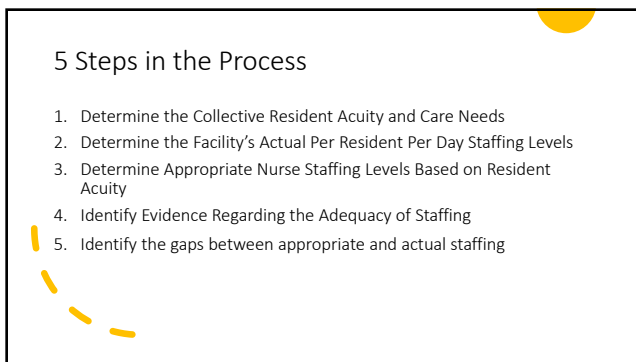 5 Steps in the Process
1. Determine the Collective Resident Acuity and Care Needs
2. Determine the Facility's Actual Per Resident Per Day Staffing Levels
3. Determine Appropriate Nurse Staffing Levels Based on Resident
Acuity
4. Identify Evidence Regarding the Adequacy of Staffing
5. Identify the gaps between appropriate and actual staffing